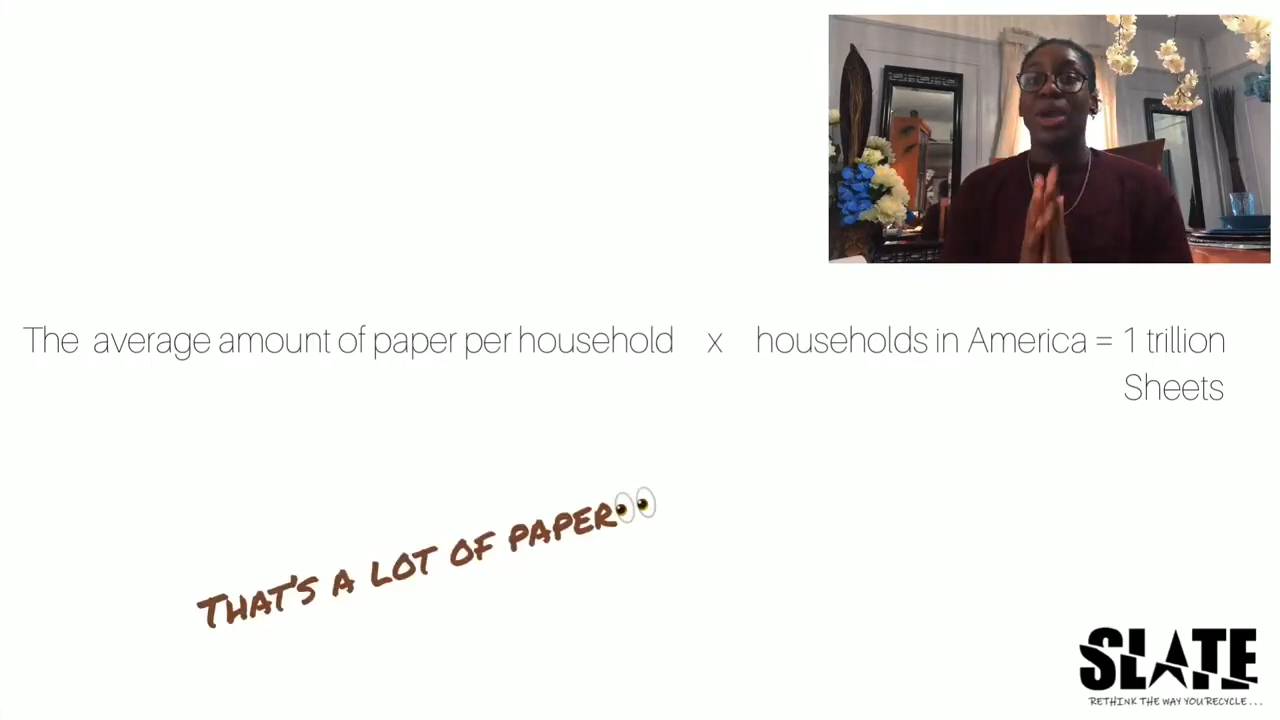 The average amount of paper per household x households in America = 1 trillion
Sheets
THAT'S A LOT OF PAPER👀
SLATE
RETHINK THE WAY YOU RECYCLE...